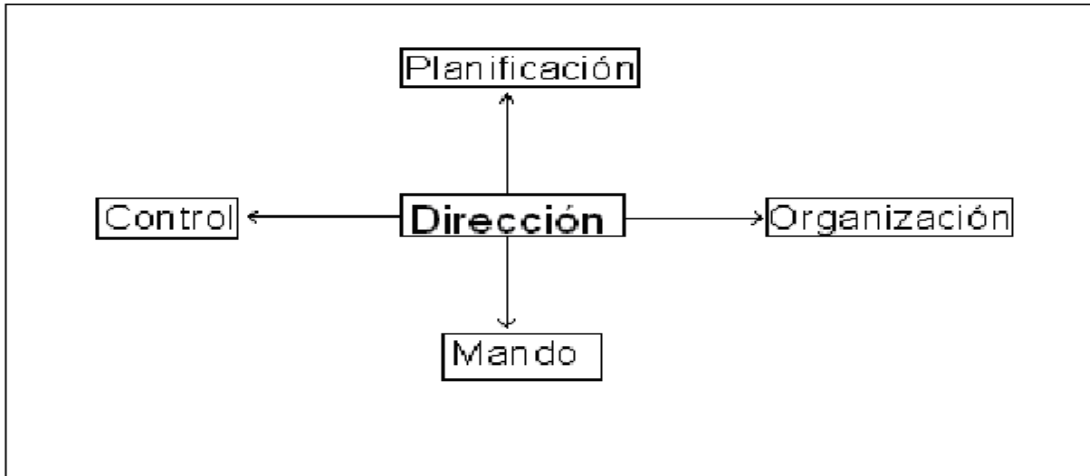 Planificación
Control
Dirección
Organización
Mando